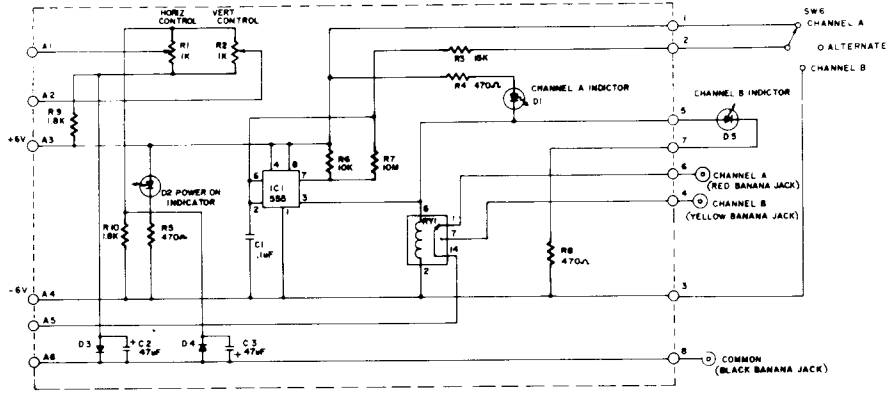 HORIZ CONTROL
VERT CONTROL
SW6
CHANNEL A
ALTERNATE
CHANNEL B
A1
R1
1K
R2
1K
1
2
R3 15K
R4 470Ω
CHANNEL A INDICTOR
D1
CHANNEL B INDICTOR
D5
A2
R9
1.8K
+6V
A3
5
7
R6
10K
R7
10M
4
8
6
7
IC1
555
3
2
1
D2 POWER ON
INDICATOR
6
CHANNEL A
(RED BANANA JACK)
4
CHANNEL B
(YELLOW BANANA JACK)
6
RY1
1
7
14
2
R10
1.8K
R5
470Ω
C1
.1uF
R8
470Ω
-6V
A4
3
A5
D3
+
C2
47uF
D4
C3
+
47uF
A6
8
COMMON
(BLACK BANANA JACK)